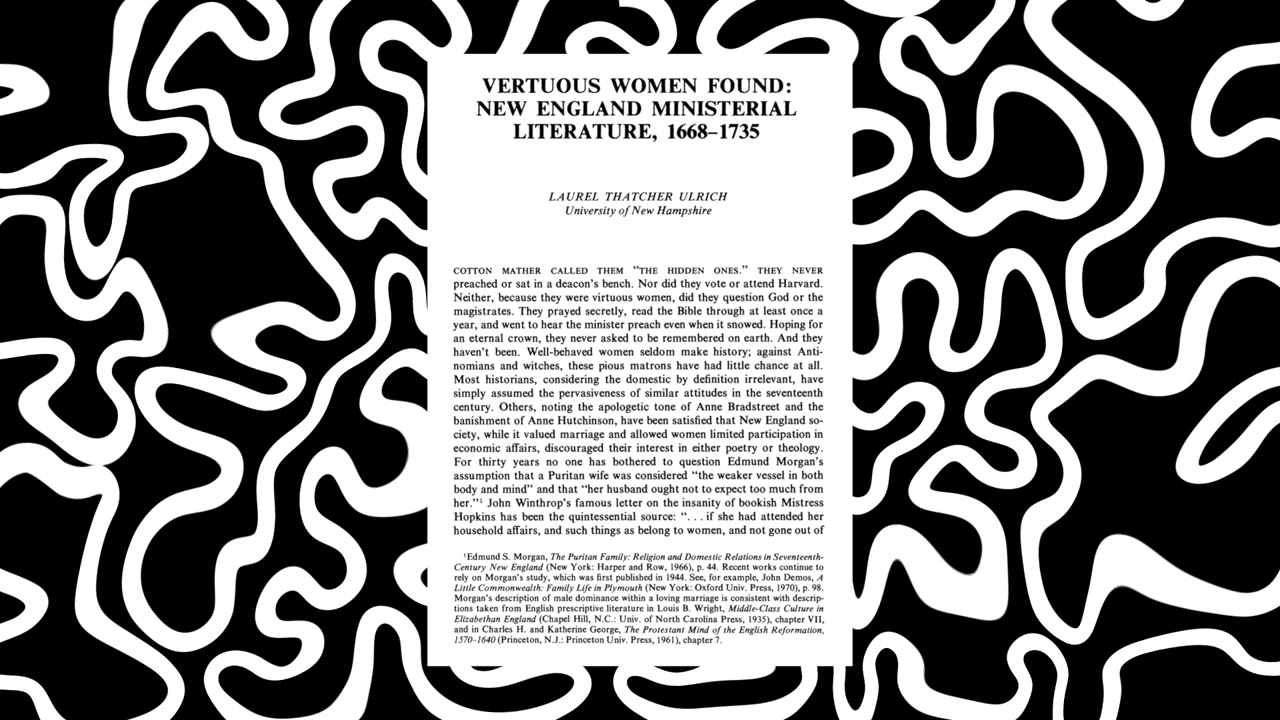 VERTUOUS WOMEN FOUND:
NEW ENGLAND MINISTERIAL
LITERATURE, 1668–1735
LAUREL THATCHER ULRICH
University of New Hampshire
COTTON MATHER CALLED THEM “THE HIDDEN ONES.” THEY NEVER
preached or sat in a deacon’s bench. Nor did they vote or attend Harvard.
Neither, because they were virtuous women, did they question God or the
magistrates. They prayed secretly, read the Bible through at least once a
year, and went to hear the minister preach even when it snowed. Hoping for
an eternal crown, they never asked to be remembered on earth. And they
haven’t been. Well-behaved women seldom make history; against Anti-
nomians and witches, these pious matrons have had little chance at all.
Most historians, considering the domestic by definition irrelevant, have
simply assumed the pervasiveness of similar attitudes in the seventeenth
century. Others, noting the apologetic tone of Anne Bradstreet and the
banishment of Anne Hutchinson, have been satisfied that New England so-
ciety, while it valued marriage and allowed women limited participation in
economic affairs, discouraged their interest in either poetry or theology.
For thirty years no one has bothered to question Edmund Morgan’s
assumption that a Puritan wife was considered “the weaker vessel in both
body and mind” and that “her husband ought not to expect too much from
her.”¹ John Winthrop’s famous letter on the insanity of bookish Mistress
Hopkins has been the quintessential source: “. . . if she had attended her
household affairs, and such things as belong to women, and not gone out of
¹Edmund S. Morgan, The Puritan Family: Religion and Domestic Relations in Seventeenth-
Century New England (New York: Harper and Row, 1966), p. 44. Recent works continue to
rely on Morgan’s study, which was first published in 1944. See, for example, John Demos, A
Little Commonwealth: Family Life in Plymouth (New York: Oxford Univ. Press, 1970), p. 98.
Morgan’s description of male dominance within a loving marriage is consistent with descrip-
tions taken from English prescriptive literature in Louis B. Wright, Middle-Class Culture in
Elizabethan England (Chapel Hill, N.C.: Univ. of North Carolina Press, 1935), chapter VII,
and in Charles H. and Katherine George, The Protestant Mind of the English Reformation,
1570–1640 (Princeton, N.J.: Princeton Univ. Press, 1961), chapter 7.